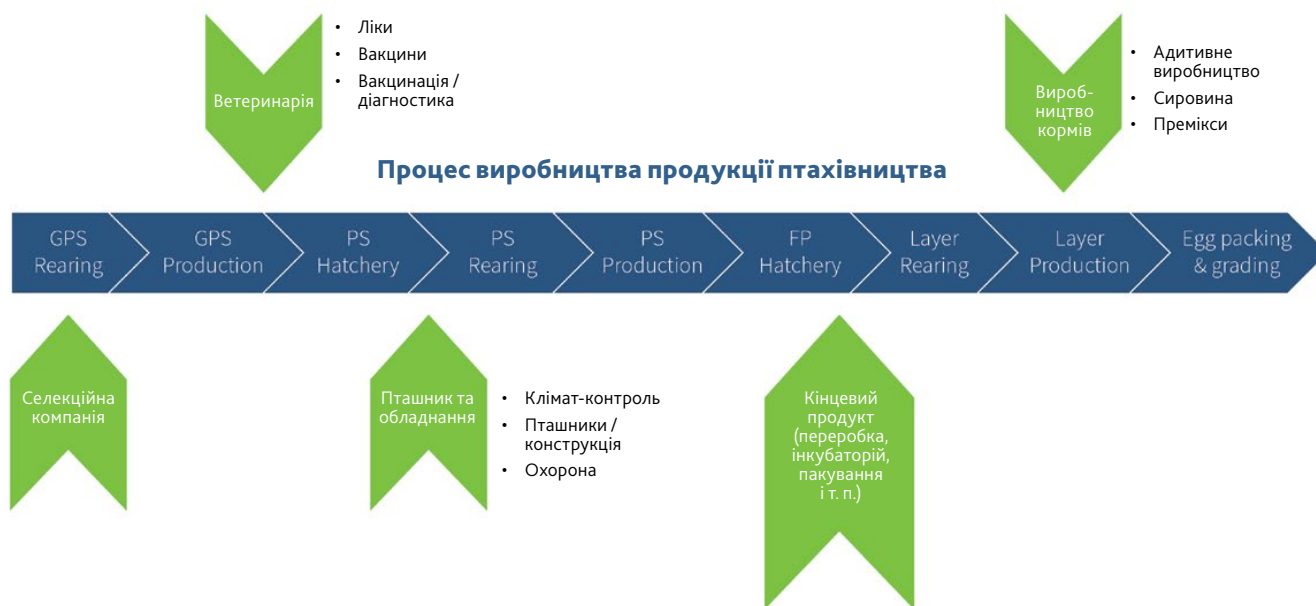 • Ліки
• Вакцини
• Вакцинація /
діагностика
Ветеринарія
• Адитивне
виробництво
• Сировина
• Премікси
Вироб-
ництво
кормів
Процес виробництва продукції птахівництва
GPS
Rearing
GPS
Production
PS
Hatchery
PS
Rearing
PS
Production
FP
Hatchery
Layer
Rearing
Layer
Production
Egg packing
& grading
Селекційна
компанія
Пташник та
обладнання
• Клімат-контроль
• Пташники /
конструкція
• Охорона
Кінцевий
продукт
(переробка,
інкубаторій,
пакування
і т. п.)